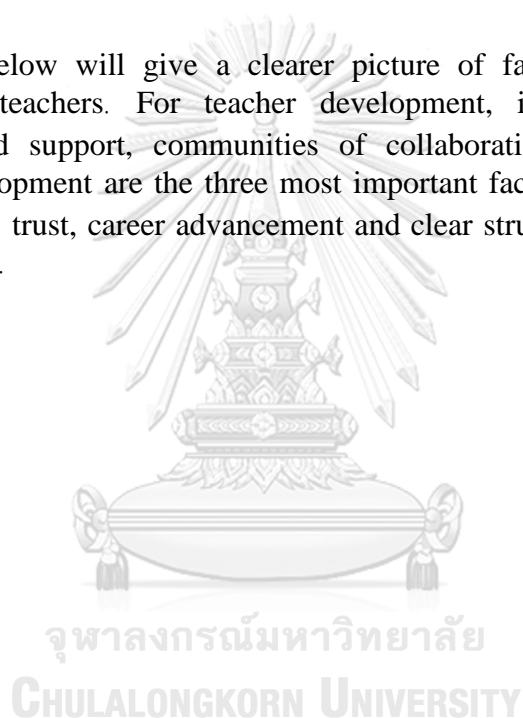 elow will give a clearer picture of fa
teachers. For teacher development, i
d support, communities of collaborati
lopment are the three most important fac
trust, career advancement and clear stru
.
จุฬาลงกรณ์มหาวิทยาลัย
CHULALONGKORN UNIVERSITY